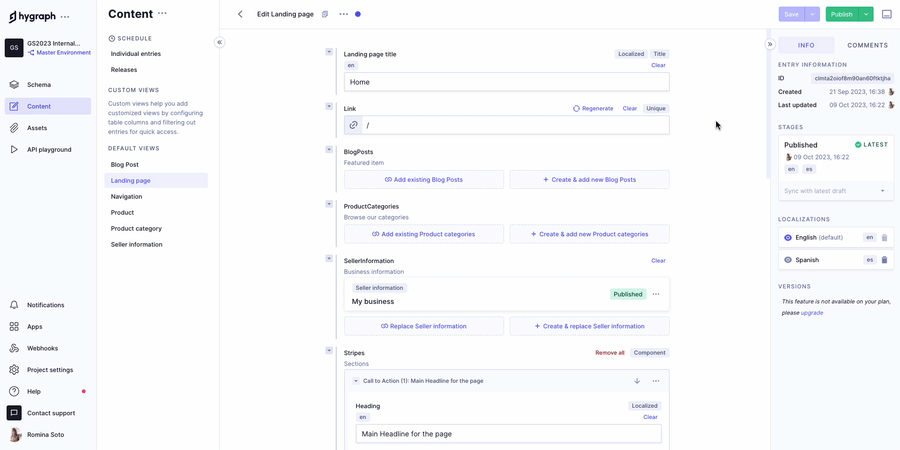 hygraph
GS
GS2023 Internal...
Master Environment
Schema
Content
Assets
API playground
Notifications
Apps
Webhooks
Project settings
Help
Contact support
Romina Soto
Content
SCHEDULE
Individual entries
Releases
CUSTOM VIEWS
Custom views help you add
customized views by configuring
table columns and filtering out
entries for quick access.
DEFAULT VIEWS
Blog Post
Landing page
Navigation
Product
Product category
Seller information
Edit Landing page
Save
Publish
Landing page title
Localized
Title
en
Clear
Home
Link
Regenerate
Clear
Unique
/
BlogPosts
Featured item
Add existing Blog Posts
+ Create & add new Blog Posts
ProductCategories
Browse our categories
Add existing Product categories
+ Create & add new Product categories
SellerInformation
Clear
Business information
Seller information
My business
Published
Replace Seller information
+ Create & replace Seller information
Stripes
Remove all
Component
Sections
Call to Action (1): Main Headline for the page
Heading
Localized
en
Clear
Main Headline for the page
INFO
COMMENTS
ENTRY INFORMATION
ID
Created
21 Sep 2023, 16:38
Last updated
09 Oct 2023, 16:22
STAGES
Published
LATEST
09 Oct 2023, 16:22
en
es
Sync with latest draft
LOCALIZATIONS
English (default)
en
Spanish
es
VERSIONS
This feature is not available on your plan,
please upgrade